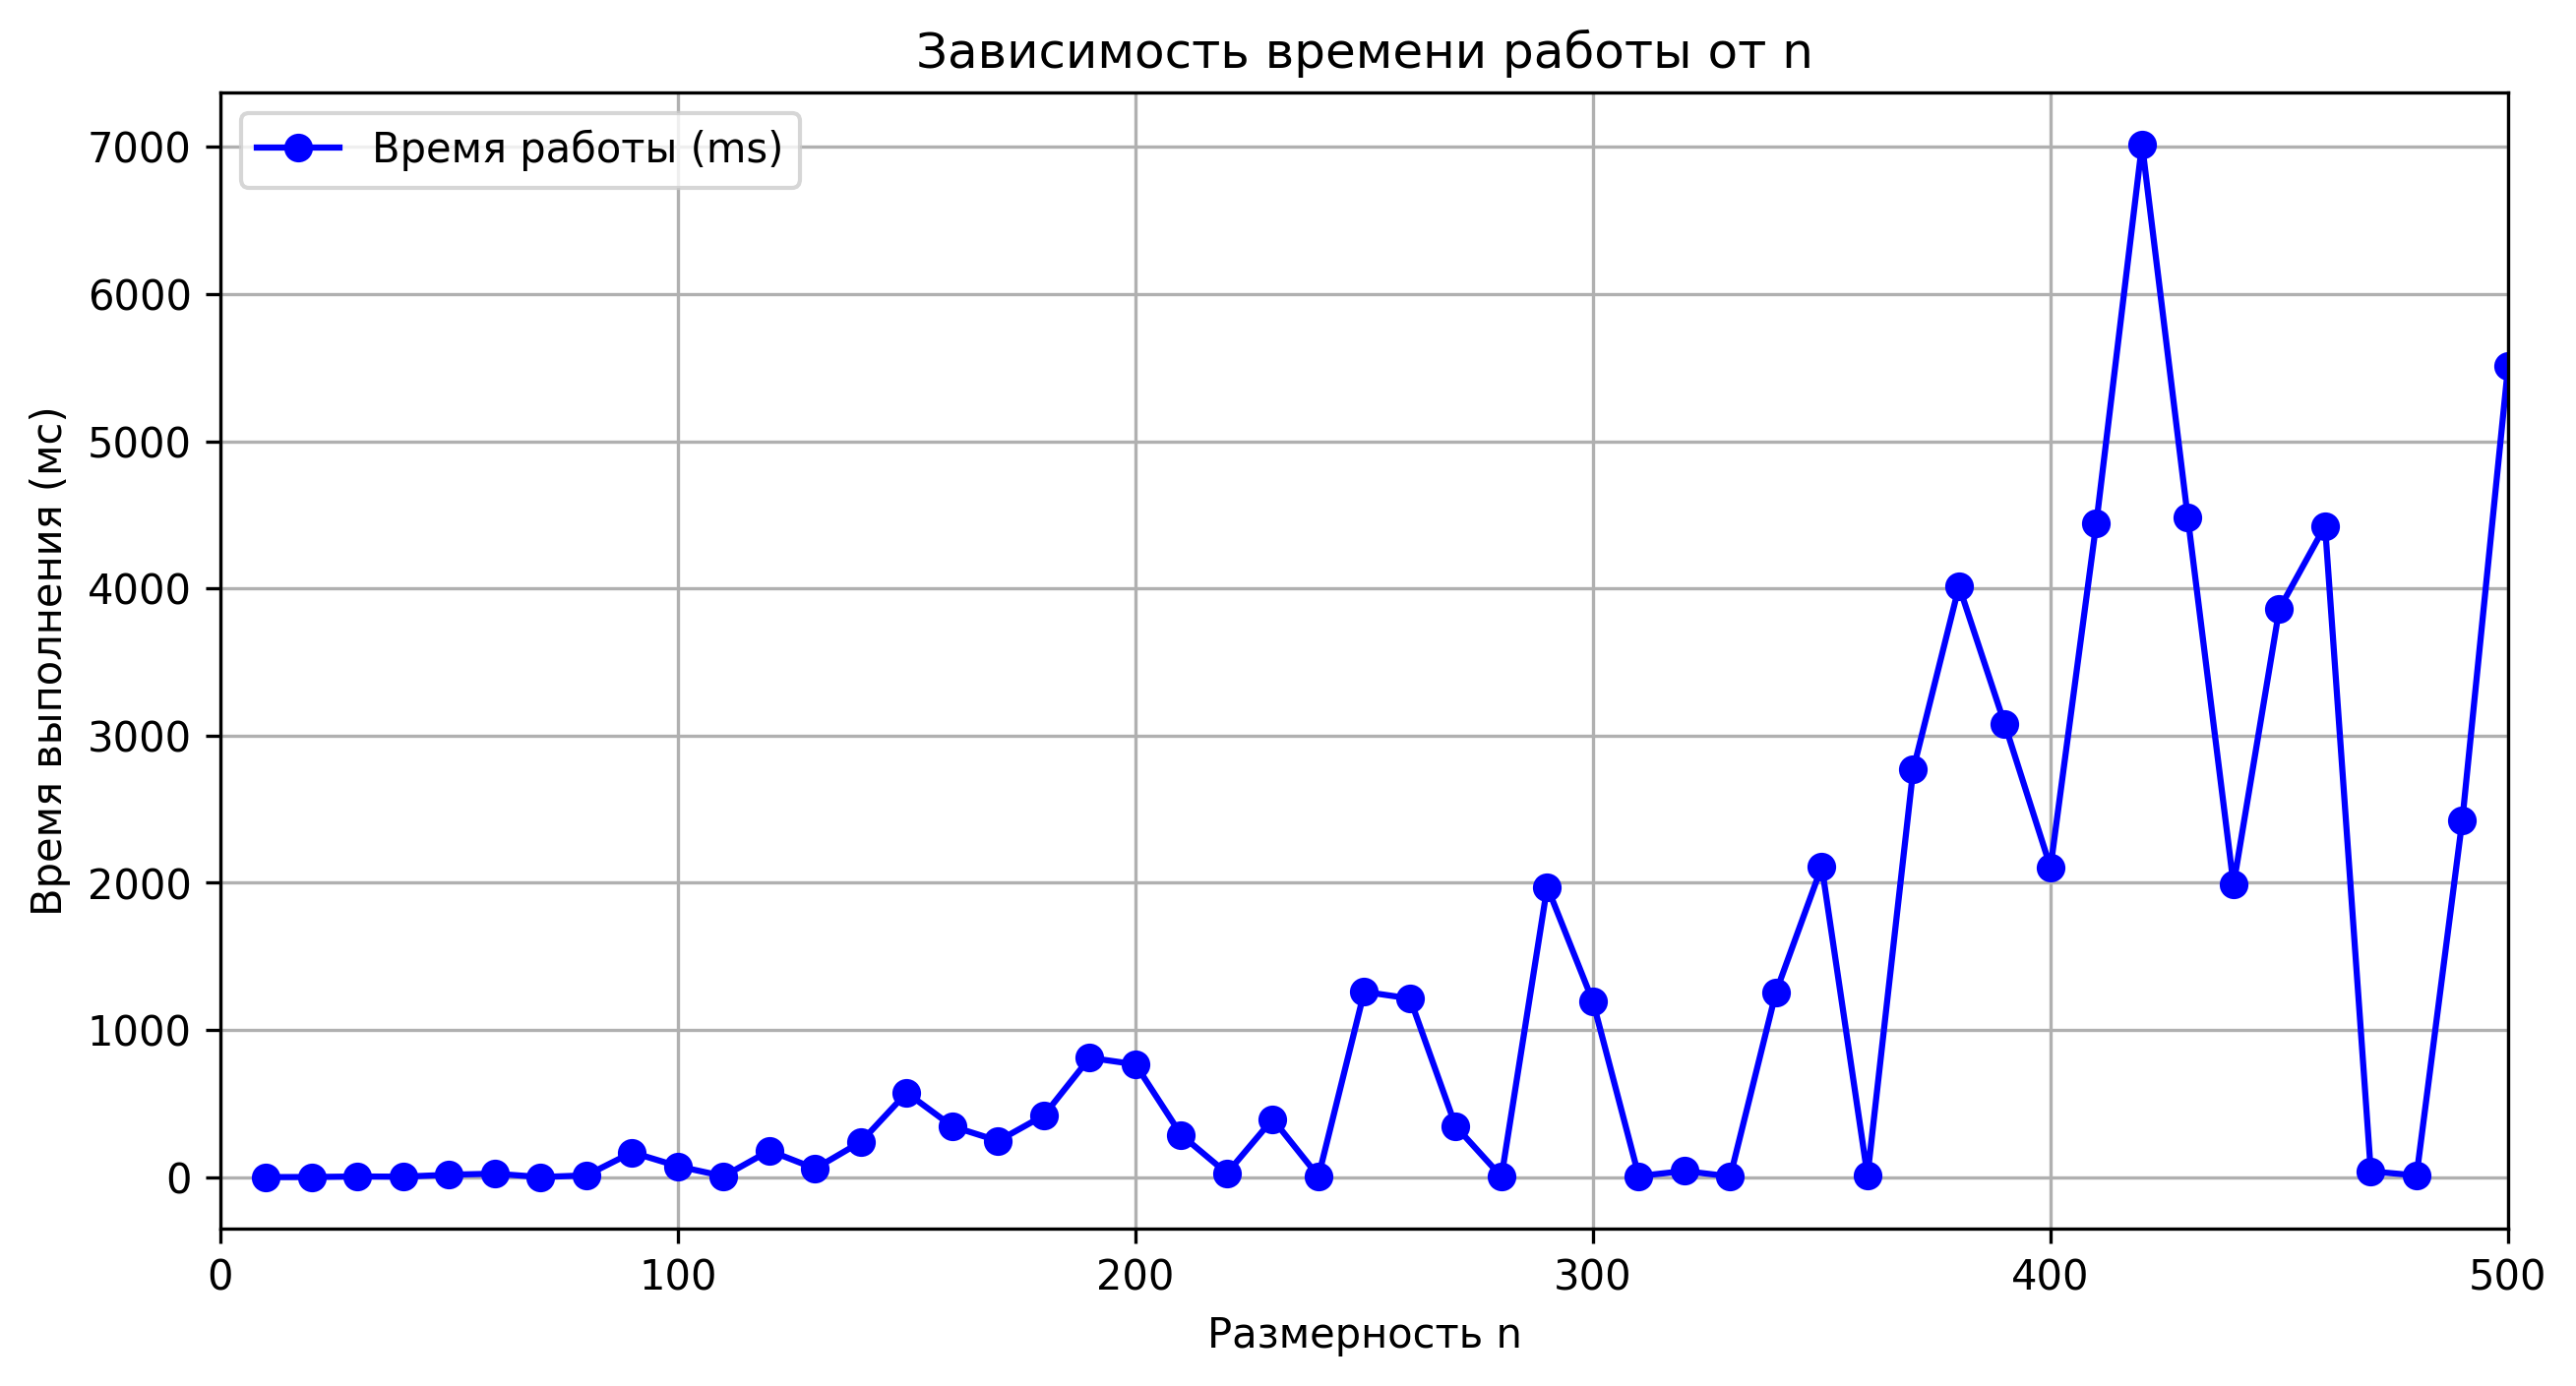 Зависимость времени работы от n
Время работы (ms)
7000
6000
5000
4000
3000
2000
1000
0
Время выполнения (мс)
0 100 200 300 400 500
Размерность n